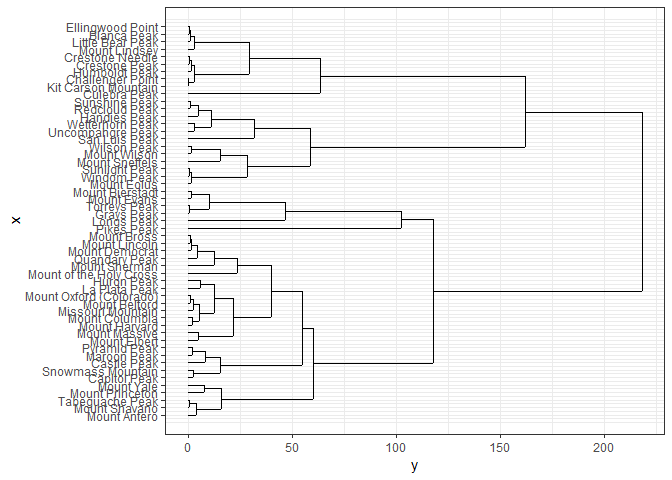 Ellingwood Point
Blanca Peak
Little Bear Peak
Mount Lindsey
Crestone Needle
Crestone Peak
Humboldt Peak
Challenger Point
Kit Carson Mountain
Culebra Peak
Sunshine Peak
Redcloud Peak
Handies Peak
Wetterhorn Peak
Uncompahgre Peak
San Luis Peak
Wilson Peak
Mount Wilson
Mount Sneffels
Sunlight Peak
Windom Peak
Mount Eolus
Mount Bierstadt
Mount Evans
Torreys Peak
Grays Peak
Longs Peak
Pikes Peak
Mount Bross
Mount Lincoln
Mount Democrat
Quandary Peak
Mount Sherman
Mount of the Holy Cross
Huron Peak
La Plata Peak
Mount Oxford (Colorado)
Mount Belford
Missouri Mountain
Mount Columbia
Mount Harvard
Mount Massive
Mount Elbert
Pyramid Peak
Maroon Peak
Castle Peak
Snowmass Mountain
Capitol Peak
Mount Yale
Mount Princeton
Tabeguache Peak
Mount Shavano
Mount Antero
x
0 50 100 150 200
y